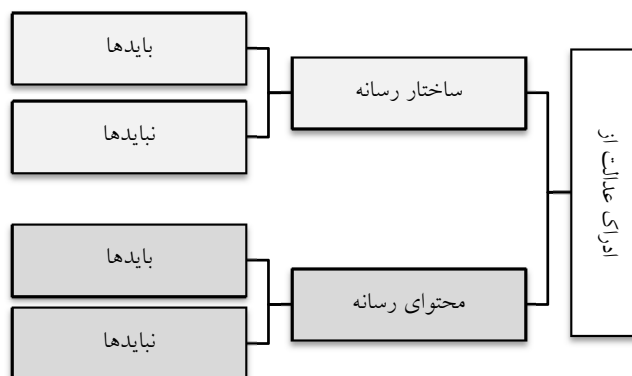 ادراک عدالت از
ساختار رسانه
بایدها
نبایدها
محتوای رسانه
بایدها
نبایدها